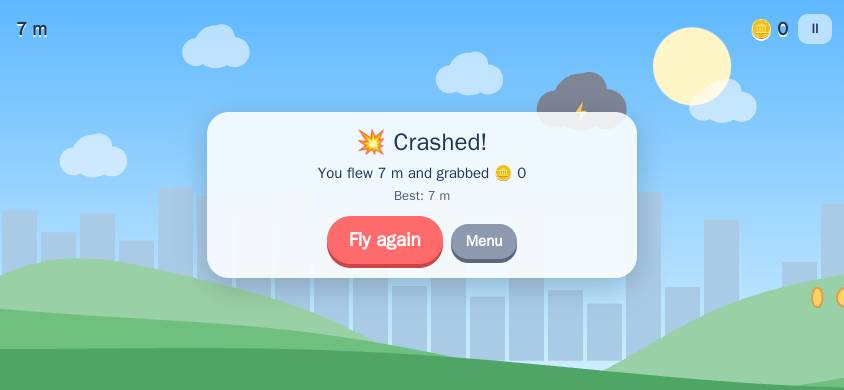 7 m
0
💥 Crashed!
You flew 7 m and grabbed 🪙 0
Best: 7 m
Fly again
Menu